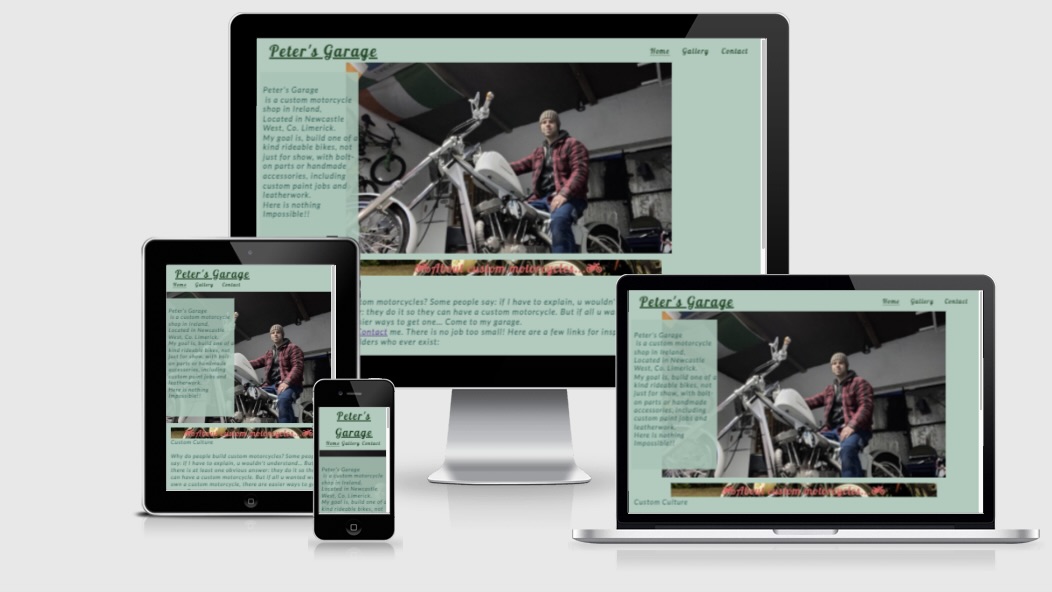 Peter's Garage
Home Gallery Contact
Peter's Garage
is a custom motorcycle
shop in Ireland,
Located in Newcastle
West, Co. Limerick.
My goal is, build one of a
kind rideable bikes, not
just for show, with bolt-
on parts or handmade
accessories, including
custom paint jobs and
leatherwork.
Here is nothing
Impossible!!
About custom motorcycles...
om motorcycles? Some people say: if I have to explain, u wouldn'
: they do it so they can have a custom motorcycle. But if all u wa
ier ways to get one... Come to my garage.
Contact me. There is no job too small! Here are a few links for insp
lders who ever exist:
Peter's Garage
Home Gallery Contact
Peter's Garage
is a custom motorcycle
shop in Ireland,
Located in Newcastle
West, Co. Limerick.
My goal is, build one of a
kind rideable bikes, not
just for show, with bolt-
on parts or handmade
accessories, including
custom paint jobs and
leatherwork.
Here is nothing
Impossible!!
custom motorcycles
Custom Culture
Why do people build custom motorcycles? Some peop
say: if I have to explain, u wouldn't understand... But
there is at least one obvious answer: they do it so th
can have a custom motorcycle. But if all u wanted w
own a custom motorcycle, there are easier ways to g
Peter's
Garage
Home Gallery Contact
Peter's Garage
is a custom motorcycle
shop in Ireland,
Located in Newcastle
West, Co. Limerick.
My goal is, build one of a
kind rideable bikes, not
Peter's Garage
Home Gallery Contact
Peter's Garage
is a custom motorcycle
shop in Ireland,
Located in Newcastle
West, Co. Limerick.
My goal is, build one of a
kind rideable bikes, not
just for show, with bolt-
on parts or handmade
accessories, including
custom paint jobs and
leatherwork.
Here is nothing
Impossible!!
About custom motorcycles...
Custom Culture